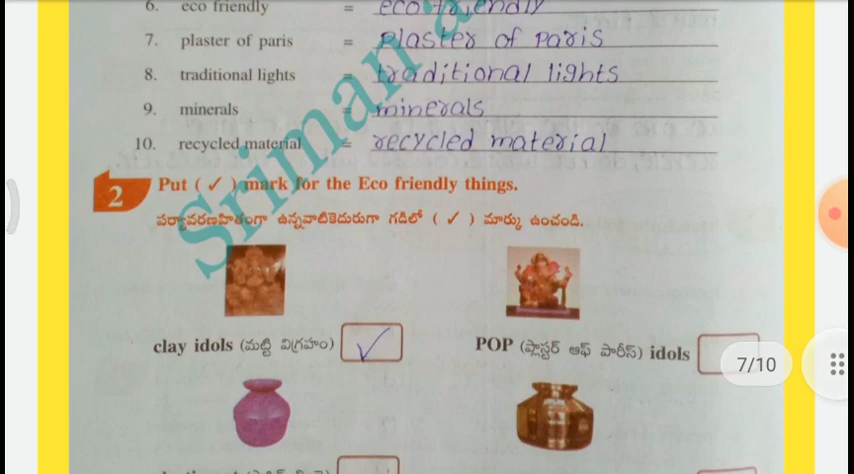 6. eco friendly = eco friendly
7. plaster of paris = plaster of paris
8. traditional lights = traditional lights
9. minerals = minerals
10. recycled material = recycled material
2 Put ( ✓ ) mark for the Eco friendly things.
పర్యావరణహితంగా ఉన్నవాటికెదురుగా గడిలో ( ✓ ) మార్కు ఉంచండి.
Sriman
clay idols (మట్టి విగ్రహం) ✓ POP (ప్లాస్టర్ ఆఫ్ పారీస్) idols
7/10